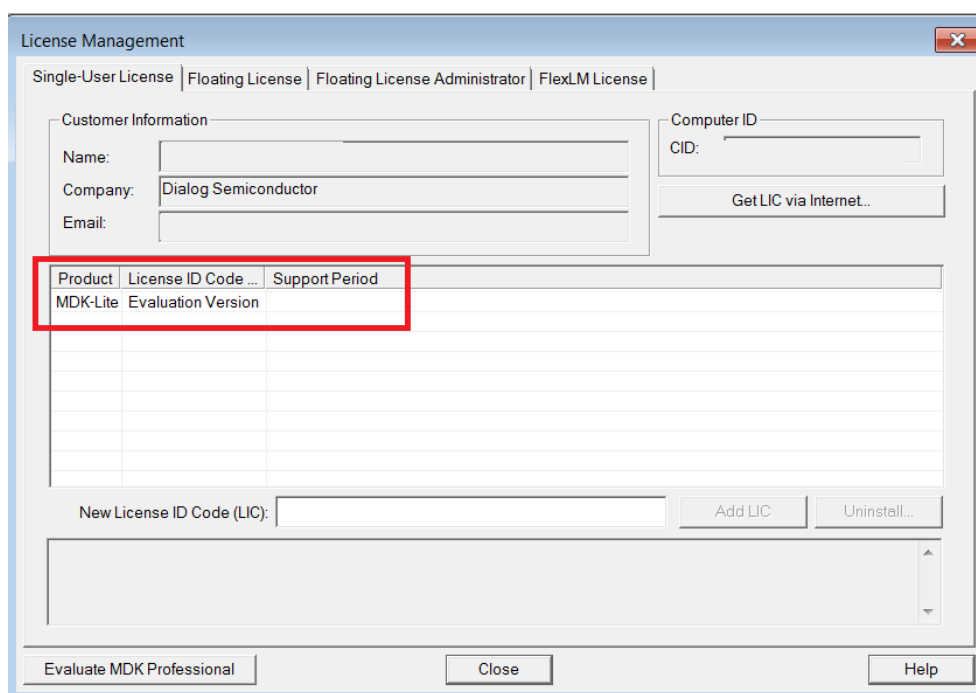 License Management
Single-User License Floating License Floating License Administrator FlexLM License
Customer Information
Name:
Company: Dialog Semiconductor
Email:
Computer ID
CID:
Get LIC via Internet...
Product License ID Code ... Support Period
MDK-Lite Evaluation Version
New License ID Code (LIC): Add LIC Uninstall...
Evaluate MDK Professional Close Help